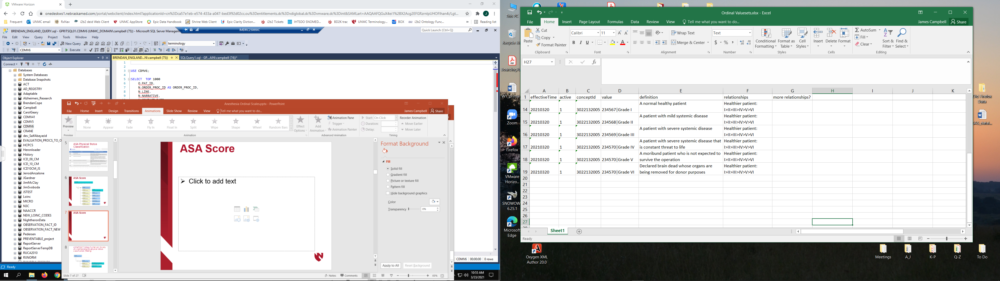 VMware Horizon
onedeskws1.nebraskamed.com/portal/webclient/index.html?applicationId=cn%3Dca57e1eb-e574-433a-a047-bed3f92d02cc,ou%3Dentitlements,dc%3Dvdiglobal,dc%3Dvmware,dc%3Dint&SAMLart=AAQAAFQGuX4ei1%2BX2Acg2EFGRzrnIpUHOFIhan4i/Lgt...
Frequent UNMC email RxNav i2b2 deid Web Client UNMC AppStore Epic Data Handbook Shrine Web Client Epic Clarity Diction... i2b2 Tickets IHTSDO SNOMED... BD2K trac UNMC Terminology... BOX i2b2 Ontology Func... » Reading list
BRENDAN_ENGLAND_QUERY.sql - GPRITSQL01.CDMV6 (UNMC_DOMAIN\campbell (75)) - Microsoft SQL Server Managem
IMDRC25069JC
Quick Launch (Ctrl+Q)
File Edit View Query Project Tools Window Help
New Query
terminology
CDMV6
Execute
Object Explorer
Connect
BRENDAN_ENGLAND...N\campbell (75))
SQLQuery1.sql - GP...AIN\campbell (74))*
Databases
System Databases
Database Snapshots
ACT
AD_REGISTRY
Adaptable
Alzheimers_Research
BrendanCope
Campbell
CarolGeary
CDMV41
CDMV5
CDMV6
CRANE
dev_SaifAbayazid
EVALUATION_PROCS_TO_O
HCPCS
Heronloader
History
ICD_09_CM
ICD_10_CM
ICD10CM_JS
JerrodAnzalone
JGardner
JimMcClay
JimSvoboda
JSTEST
Loinc
MICRO
N3C
NAACCR
NEW_LOINC_CODES
NightheronData
OBSERVATION_FACT_ID
OBSERVATION_FACT_NEW
Pedersen
PREVENTABLE_project
ReportServer
ReportServerTempDB
RUCA2010
RXNORM
1
2
3 USE CDMV6;
4
5 SELECT TOP 1000
6 O.PAT_ID,
7 N.ORDER_PROC_ID AS ORDER_PROC_ID,
8 N.LINE,
9 N.NARRATIVE,
Anesthesia Ordinal Scales.pptx - PowerPoint
File Home Insert Design Transitions Animations Slide Show Review View Tell me what you want to do... James Campbell Share
Preview
None Appear Fade Fly In Float In Split Wipe Shape Wheel Random Bars
Effect Options
Add Animation
Animation Pane
Trigger
Animation Painter
Start: On Click
Duration:
Delay:
Reorder Animation
Move Earlier
Move Later
Preview Animation Advanced Animation Timing
5
ASA Physical Status Classification
6
ASA Score
7
ASA Score
8
ASA Score
Click to add text
Format Background
Fill
Solid fill
Gradient fill
Picture or texture fill
Pattern fill
Hide background graphics
Color
Transparency 0%
Apply to All Reset Background
Slide 7 of 27
Notes Comments 69%
CDMV6 00:00:00 0 rows
Ready
10:55 AM
3/23/2021
This PC
Recycle Bi
BoardingPa
WY_primar
Zoom
Firefox
VMware Horizo...
SNOWOW 6.25.1
Microsoft Edge
Oxygen XML Author 20.0
Ordinal Valuesets.xlsx - Excel
File Home Insert Page Layout Formulas Data Review View Tell me what you want to do... James Campbell Share
Paste
Cut
Copy
Format Painter
Calibri 11
B I U
Wrap Text
Merge & Center
Text
$ % ,
Conditional Formatting
Format as Table
Cell Styles
Insert Delete Format
AutoSum
Fill
Clear
Sort & Filter
Find & Select
Clipboard Font Alignment Number Styles Cells Editing
H27
fx
A B C D E F G H I J K
1 effectiveTime active conceptId value definition relationships more relationships?
14 20210320 1 3022132005 234567|Grade I A normal healthy patient Healthier patient: I>II>III>IV>V>VI
15 20210320 1 3022132005 234568|Grade II A patient with mild systemic disease Healthier patient: I>II>III>IV>V>VI
16 20210320 1 3022132005 234569|Grade III A patient with severe systemic disease Healthier patient: I>II>III>IV>V>VI
17 20210320 1 3022132005 234570|Grade IV A patient with severe systemic disease that is constant threat to life Healthier patient: I>II>III>IV>V>VI
18 20210320 1 3022132005 234570|Grade V A moribund patient who is not expected to survive the operation Healthier patient: I>II>III>IV>V>VI
19 20210320 1 3022132005 234570|Grade VI Declared brain dead whose organs are being removed for donor purposes Healthier patient: I>II>III>IV>V>VI
20
21
22
23
24
25
26
27
Sheet1
Ready
Old Firefox Data
SAS_datal...
Meetings
A_J
K-P
Q-Z
To Do